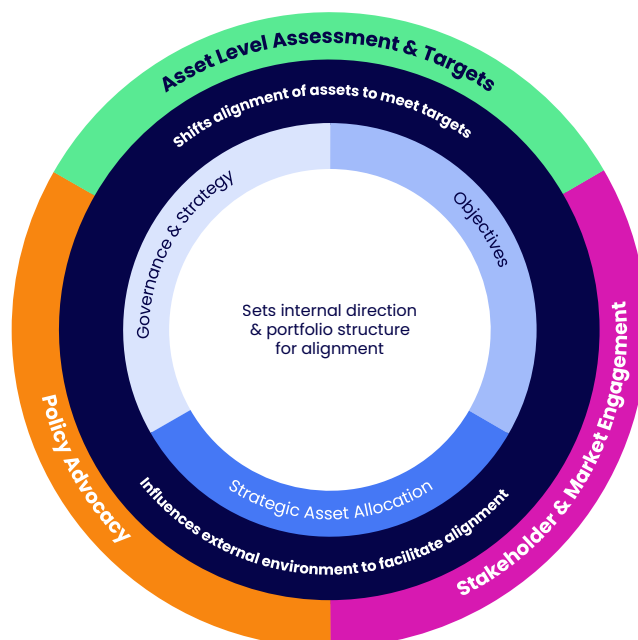 Asset Level Assessment & Targets
Shifts alignment of assets to meet targets
Governance & Strategy
Objectives
Sets internal direction
& portfolio structure
for alignment
Strategic Asset Allocation
Influences external environment to facilitate alignment
Policy Advocacy
Stakeholder & Market Engagement